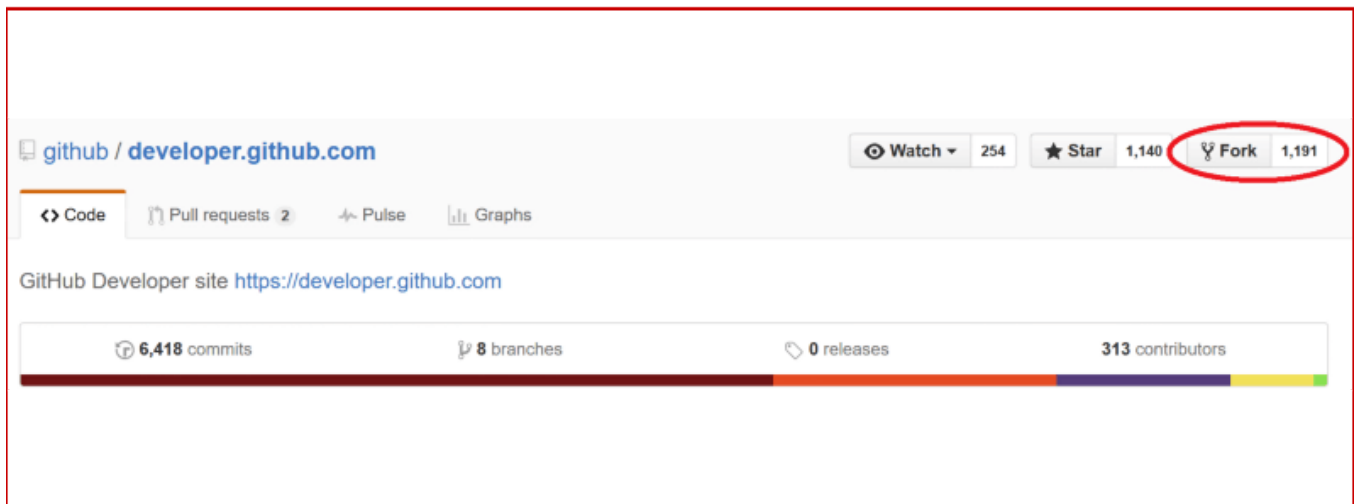 github / developer.github.com Watch 254 Star 1,140 Fork 1,191
<> Code Pull requests 2 Pulse Graphs
GitHub Developer site https://developer.github.com
6,418 commits 8 branches 0 releases 313 contributors